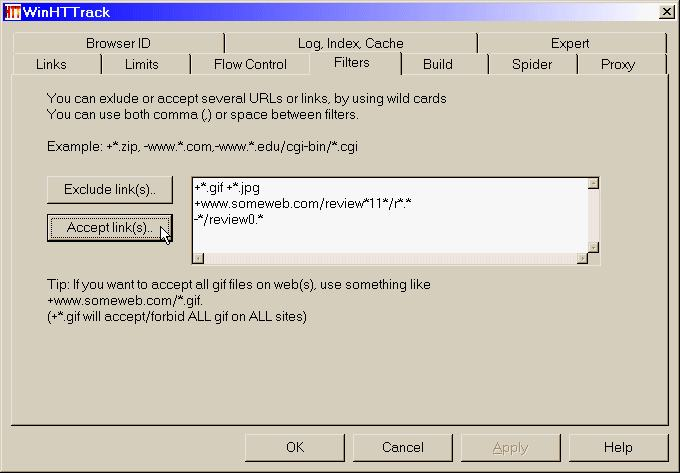 WinHTTrack
Browser ID
Log, Index, Cache
Expert
Links
Limits
Flow Control
Filters
Build
Spider
Proxy
You can exlude or accept several URLs or links, by using wild cards
You can use both comma (,) or space between filters.
Example: +*.zip, -www.*.com,-www.*.edu/cgi-bin/*.cgi
Exclude link(s)..
Accept link(s)..
+*.gif +*.jpg
+www.someweb.com/review*11*/r*.*
-*/review0.*
Tip: If you want to accept all gif files on web(s), use something like
+www.someweb.com/*.gif.
(+*.gif will accept/forbid ALL gif on ALL sites)
OK
Cancel
Apply
Help